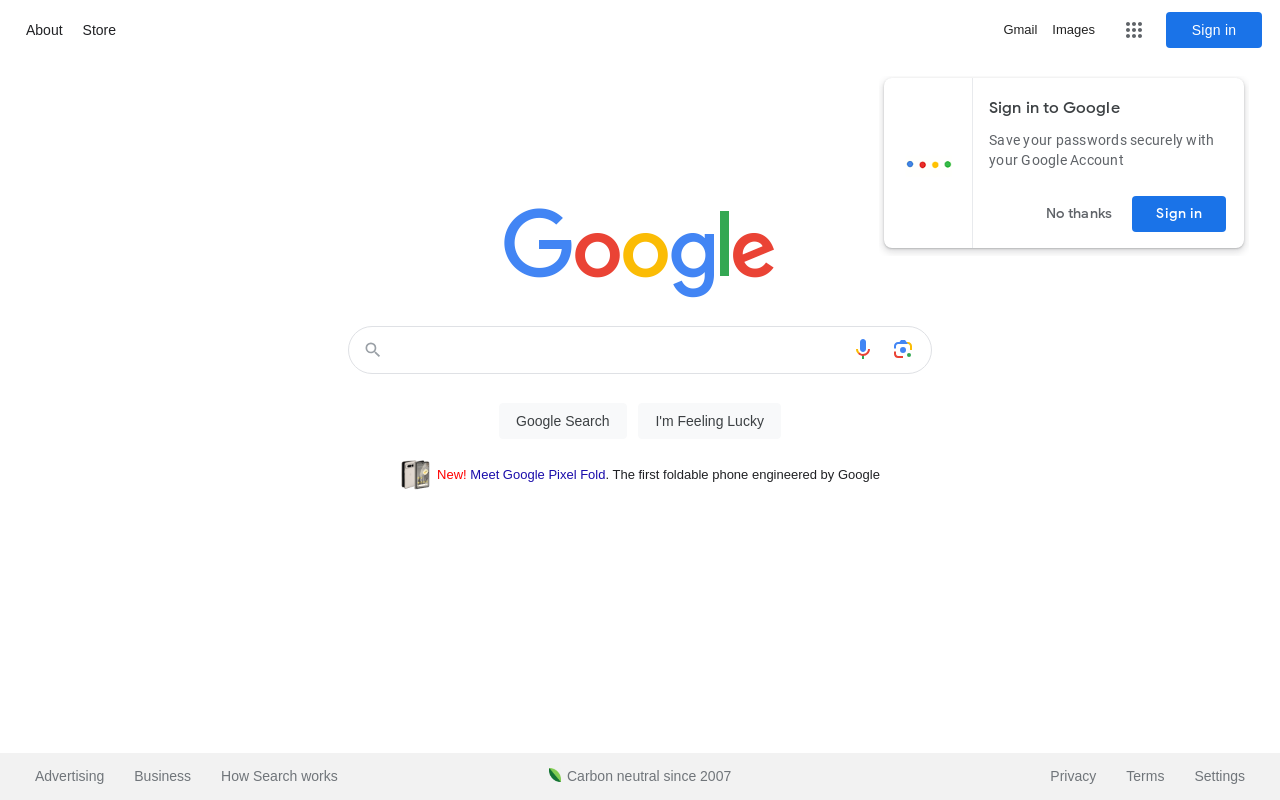 About Store Gmail Images Sign in
Sign in to Google
Save your passwords securely with
your Google Account
No thanks Sign in
Google
Google Search I'm Feeling Lucky
New! Meet Google Pixel Fold. The first foldable phone engineered by Google
Advertising Business How Search works Carbon neutral since 2007 Privacy Terms Settings